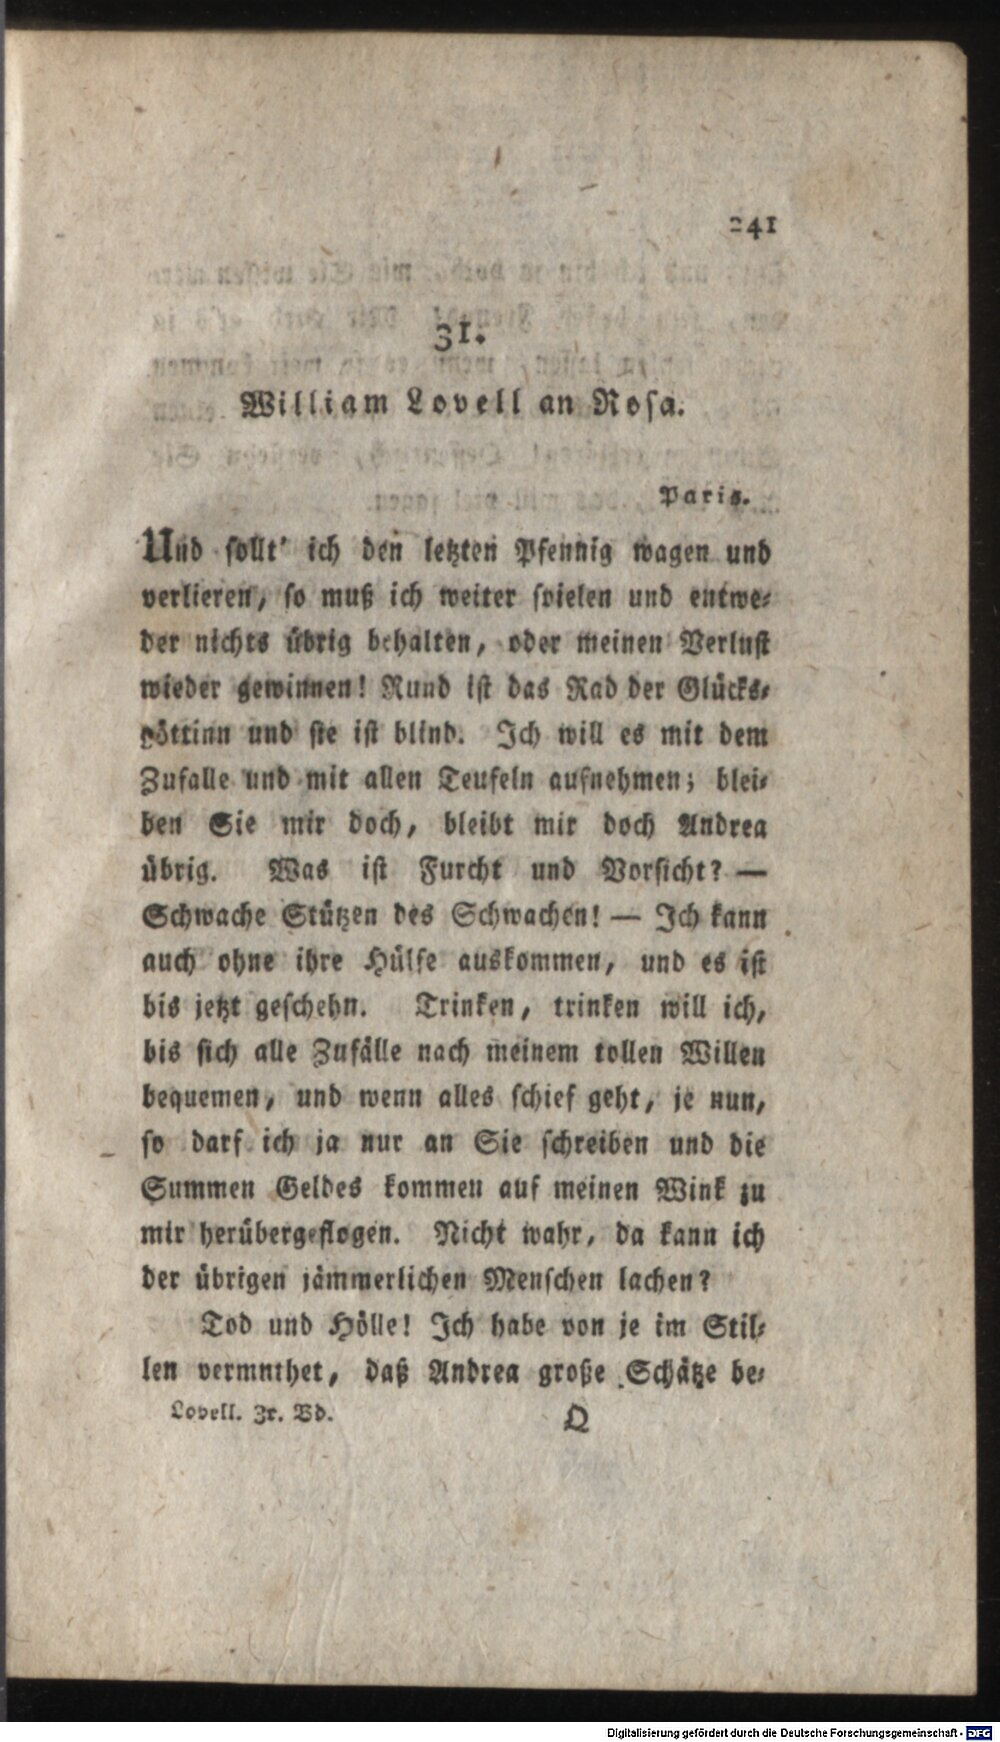 241
31.
William Lovell an Rosa.
Paris.
Und sollt' ich den letzten Pfennig wagen und
verlieren, so muß ich weiter spielen und entwe-
der nichts übrig behalten, oder meinen Verlust
wieder gewinnen! Rund ist das Rad der Glücks-
göttinn und sie ist blind. Ich will es mit dem
Zufalle und mit allen Teufeln aufnehmen; blei-
ben Sie mir doch, bleibt mir doch Andrea
übrig. Was ist Furcht und Vorsicht? —
Schwache Stützen des Schwachen! — Ich kann
auch ohne ihre Hülfe auskommen, und es ist
bis jetzt geschehn. Trinken, trinken will ich,
bis sich alle Zufälle nach meinem tollen Willen
bequemen, und wenn alles schief geht, je nun,
so darf ich ja nur an Sie schreiben und die
Summen Geldes kommen auf meinen Wink zu
mir herübergeflogen. Nicht wahr, da kann ich
der übrigen jämmerlichen Menschen lachen?
Tod und Hölle! Ich habe von je im Stil-
len vermnthet, daß Andrea große Schätze be-
Lovell. 3r. Bd. Q
Digitalisierung gefördert durch die Deutsche Forschungsgemeinschaft - DFG